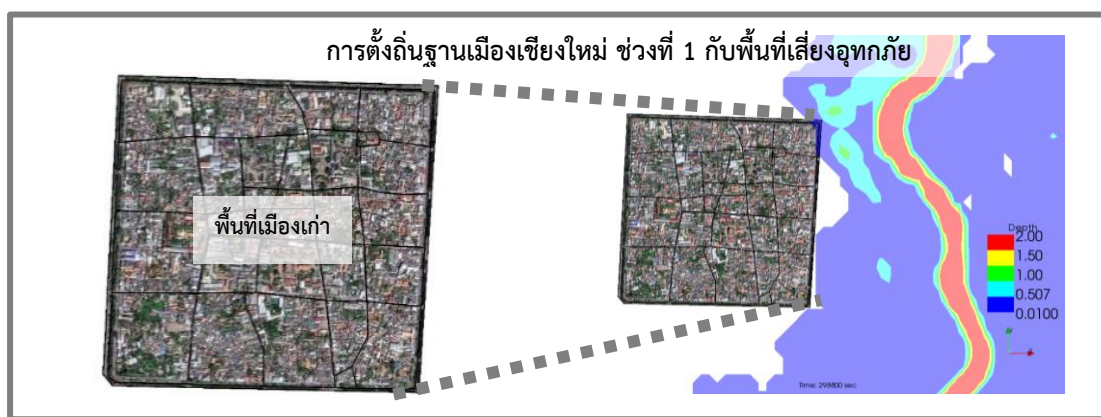 การตั้งถิ่นฐานเมืองเชียงใหม่ ช่วงที่ 1 กับพื้นที่เสี่ยงอุทกภัย
พื้นที่เมืองเก่า
Depth
2.00
1.50
1.00
0.507
0.0100
Time: 298800 sec